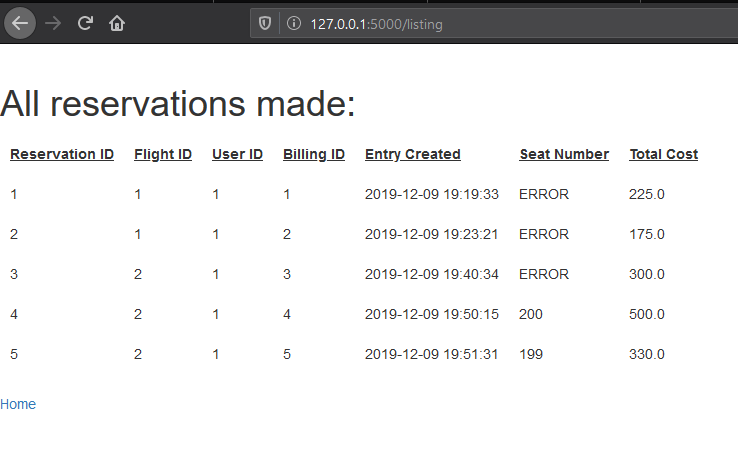 127.0.0.1:5000/listing
All reservations made:
Reservation ID Flight ID User ID Billing ID Entry Created Seat Number Total Cost
1 1 1 1 2019-12-09 19:19:33 ERROR 225.0
2 1 1 2 2019-12-09 19:23:21 ERROR 175.0
3 2 1 3 2019-12-09 19:40:34 ERROR 300.0
4 2 1 4 2019-12-09 19:50:15 200 500.0
5 2 1 5 2019-12-09 19:51:31 199 330.0
Home